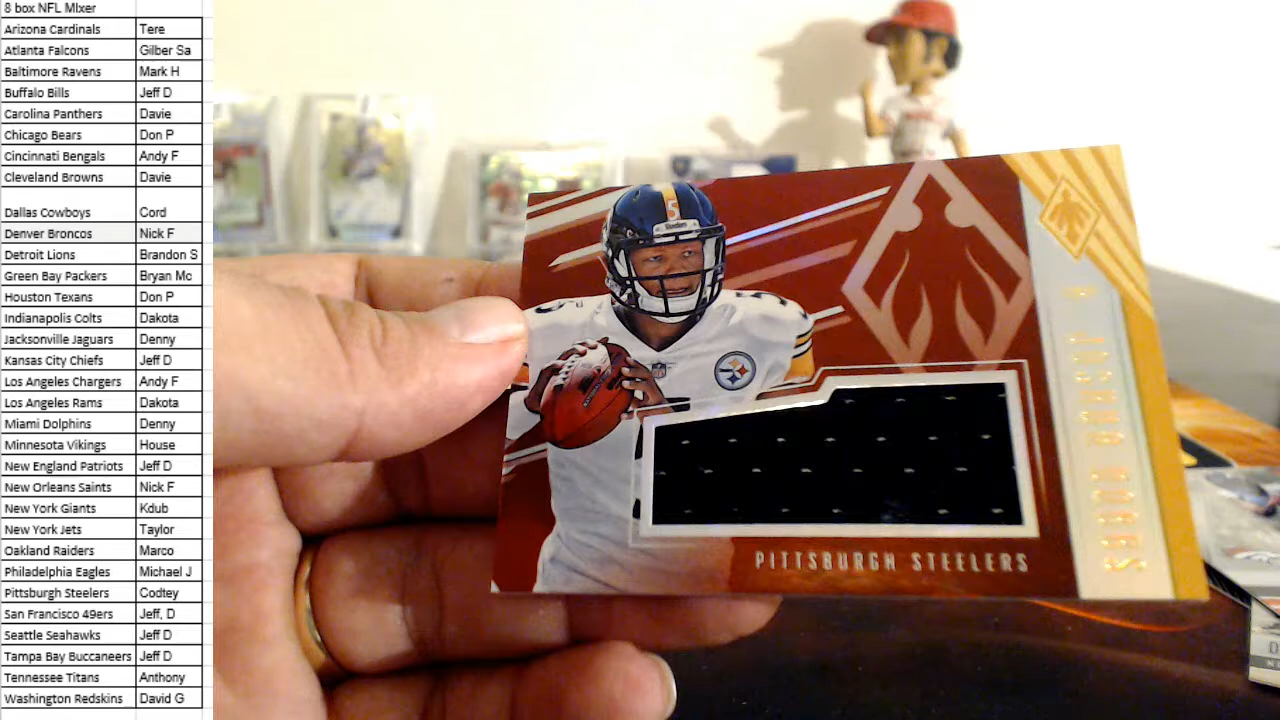 8 box NFL MIxer
Arizona Cardinals Tere
Atlanta Falcons Gilber Sa
Baltimore Ravens Mark H
Buffalo Bills Jeff D
Carolina Panthers Davie
Chicago Bears Don P
Cincinnati Bengals Andy F
Cleveland Browns Davie
Dallas Cowboys Cord
Denver Broncos Nick F
Detroit Lions Brandon S
Green Bay Packers Bryan Mc
Houston Texans Don P
Indianapolis Colts Dakota
Jacksonville Jaguars Denny
Kansas City Chiefs Jeff D
Los Angeles Chargers Andy F
Los Angeles Rams Dakota
Miami Dolphins Denny
Minnesota Vikings House
New England Patriots Jeff D
New Orleans Saints Nick F
New York Giants Kdub
New York Jets Taylor
Oakland Raiders Marco
Philadelphia Eagles Michael J
Pittsburgh Steelers Codtey
San Francisco 49ers Jeff, D
Seattle Seahawks Jeff D
Tampa Bay Buccaneers Jeff D
Tennessee Titans Anthony
Washington Redskins David G
5
Steelers
NFL
Steelers
PITTSBURGH STEELERS
JOSHUA DOBBS